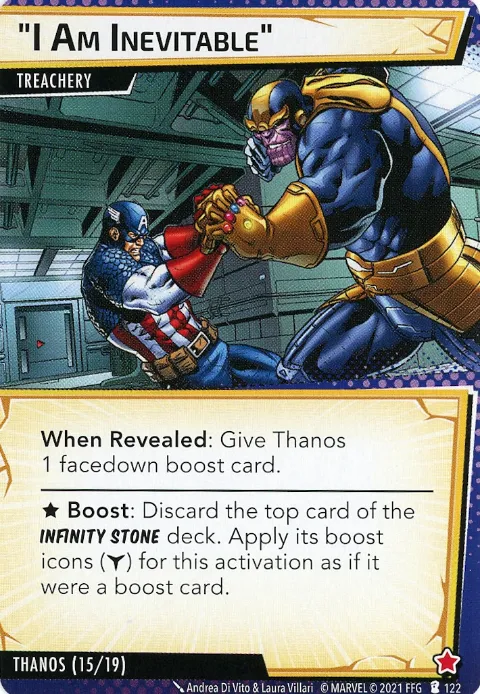 "I Am Inevitable"
TREACHERY
A
When Revealed: Give Thanos
1 facedown boost card.
★ Boost: Discard the top card of the
INFINITY STONE deck. Apply its boost
icons ( ) for this activation as if it
were a boost card.
THANOS (15/19)
Andrea Di Vito & Laura Villari © MARVEL © 2021 FFG 122